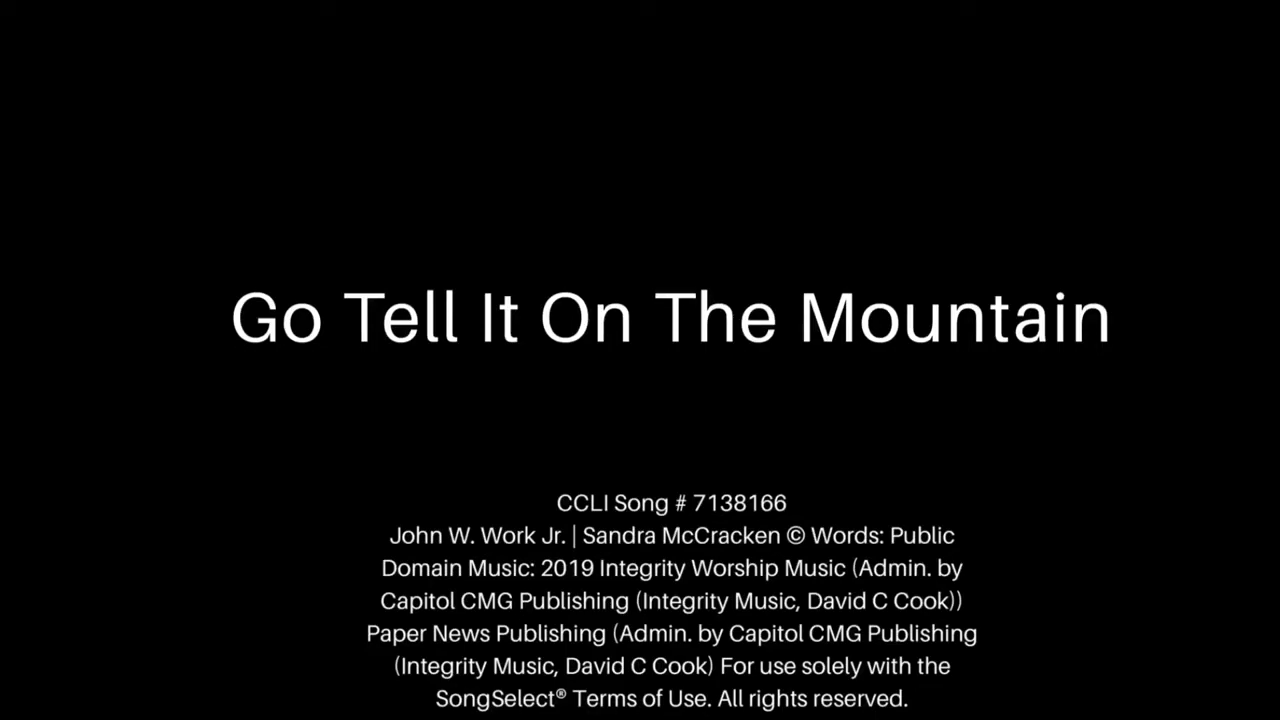 Go Tell It On The Mountain
CCLI Song # 7138166
John W. Work Jr. | Sandra McCracken © Words: Public
Domain Music: 2019 Integrity Worship Music (Admin. by
Capitol CMG Publishing (Integrity Music, David C Cook))
Paper News Publishing (Admin. by Capitol CMG Publishing
(Integrity Music, David C Cook) For use solely with the
SongSelect® Terms of Use. All rights reserved.